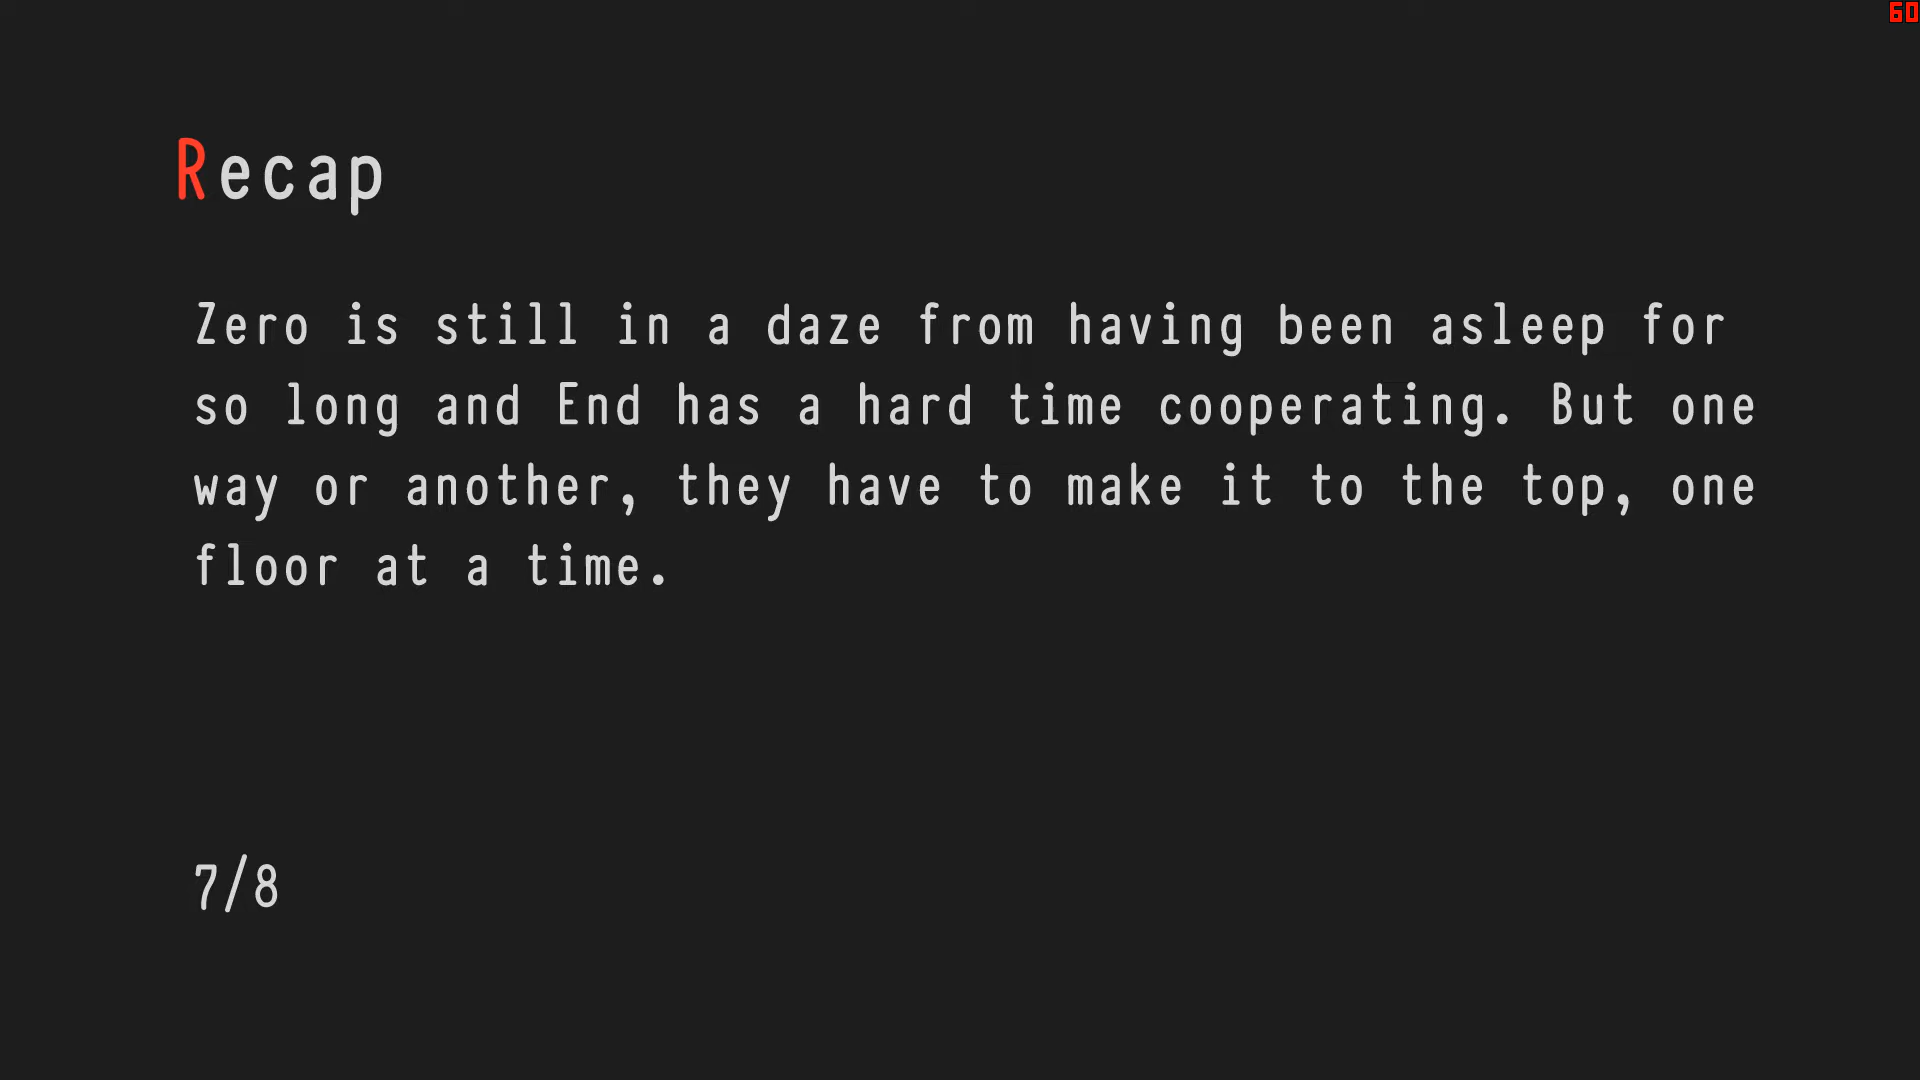 60
Recap
Zero is still in a daze from having been asleep for
so long and End has a hard time cooperating. But one
way or another, they have to make it to the top, one
floor at a time.
7/8